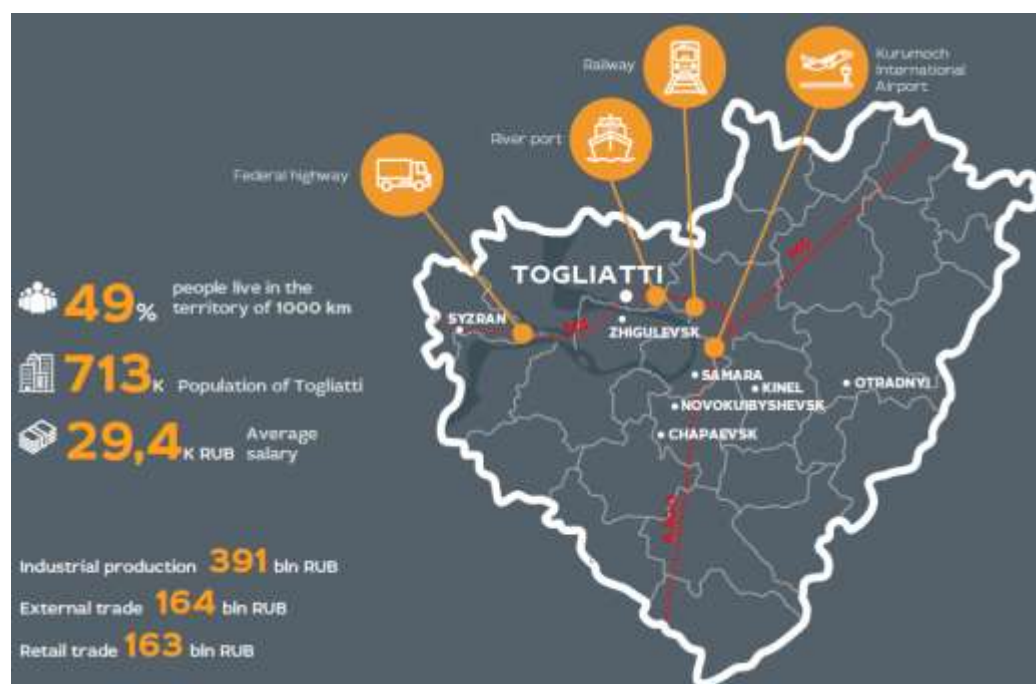 Railway
Kurumoch
International
Airport
River port
Federal highway
TOGLIATTI
SYZRAN
ZHIGULEVSK
SAMARA
KINEL
OTRADNYJ
NOVOKUIBYSHEVSK
CHAPAEVSK
49% people live in the
territory of 1000 km
713K Population of Togliatti
29,4K RUB Average
salary
Industrial production 391 bln RUB
External trade 164 bln RUB
Retail trade 163 bln RUB